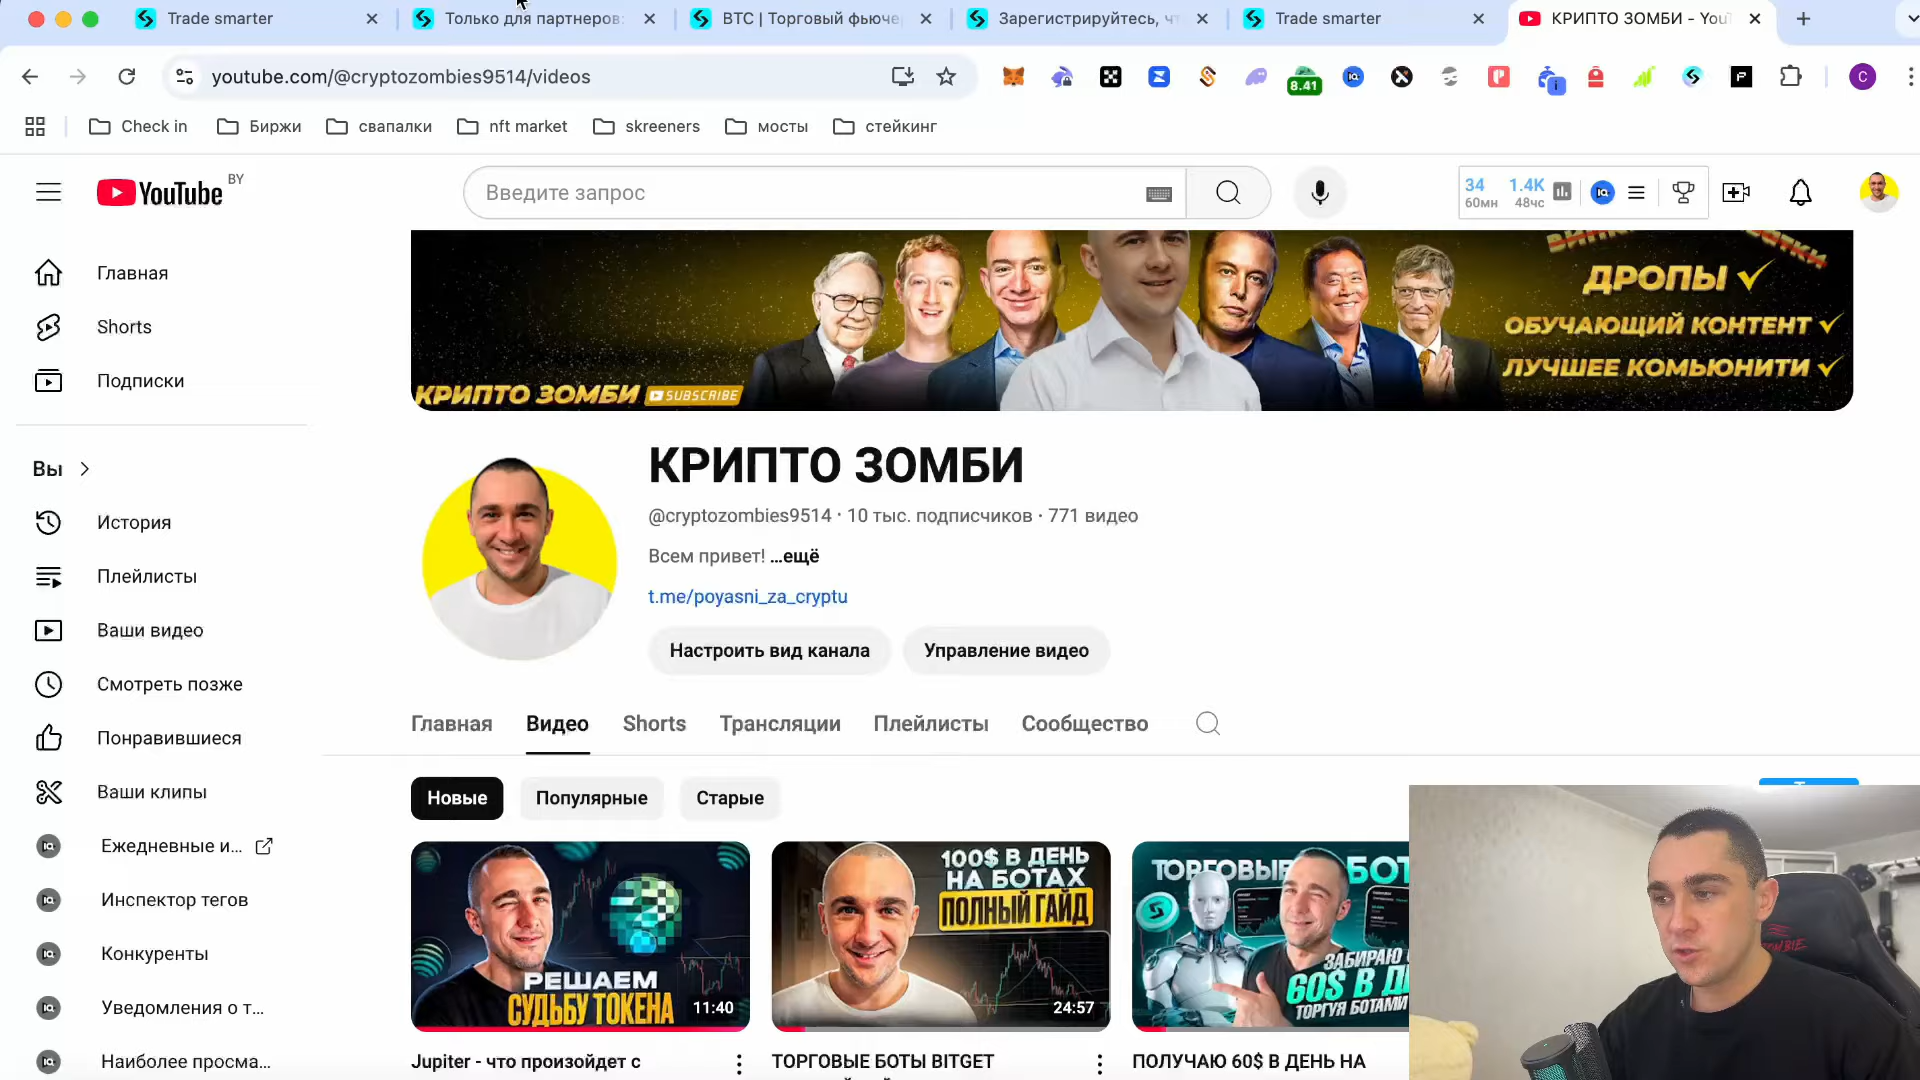 Trade smarter
Только для партнеров:
BTC | Торговый фьюче
Зарегистрируйтесь, чт
Trade smarter
КРИПТО ЗОМБИ - YouT
youtube.com/@cryptozombies9514/videos
8.41
C
Check in
Биржи
свапалки
nft market
skreeners
мосты
стейкинг
YouTube
BY
Введите запрос
34
60мн
1.4K
48чс
Главная
Shorts
Подписки
Вы
История
Плейлисты
Ваши видео
Смотреть позже
Понравившиеся
Ваши клипы
Ежедневные и...
Инспектор тегов
Конкуренты
Уведомления о т...
Наиболее просма...
КРИПТО ЗОМБИ
SUBSCRIBE
ДРОПЫ
ОБУЧАЮЩИЙ КОНТЕНТ
ЛУЧШЕЕ КОМЬЮНИТИ
КРИПТО ЗОМБИ
@cryptozombies9514 · 10 тыс. подписчиков · 771 видео
Всем привет! ...ещё
t.me/poyasni_za_cryptu
Настроить вид канала
Управление видео
Главная
Видео
Shorts
Трансляции
Плейлисты
Сообщество
Новые
Популярные
Старые
РЕШАЕМ
СУДЬБУ ТОКЕНА
11:40
100$ В ДЕНЬ
НА БОТАХ
ПОЛНЫЙ ГАЙД
24:57
ТОРГОВЫЕ БОТ
ЗАБИРАЮ
60$ В Д
ТОРГУЯ БОТАМИ
Jupiter - что произойдет с
ТОРГОВЫЕ БОТЫ BITGET
ПОЛУЧАЮ 60$ В ДЕНЬ НА